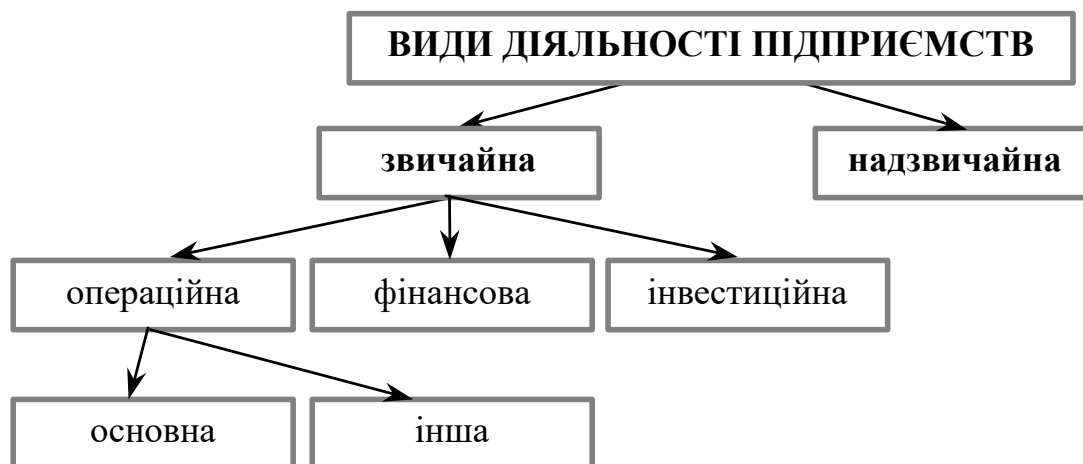 ВИДИ ДІЯЛЬНОСТІ ПІДПРИЄМСТВ
звичайна
надзвичайна
операційна
фінансова
інвестиційна
основна
інша